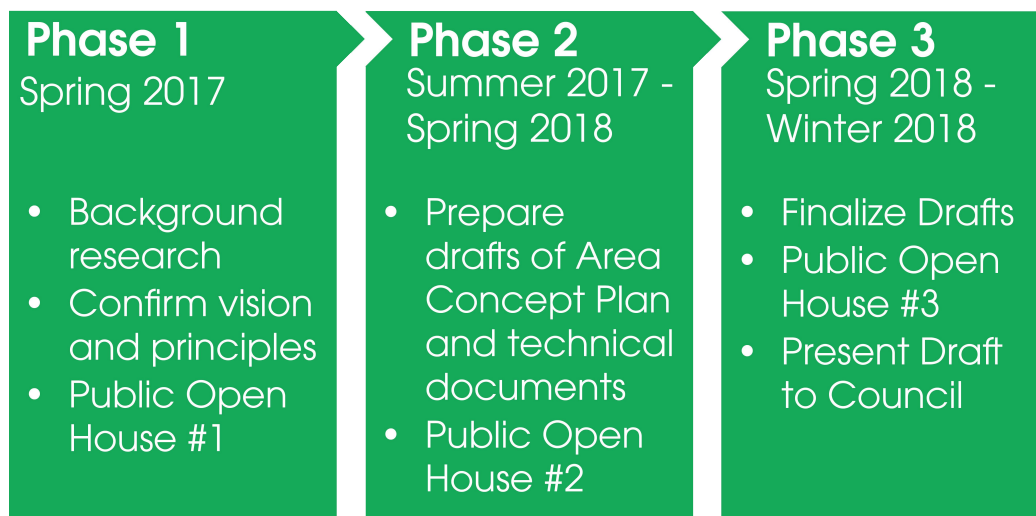 Phase 1
Spring 2017
• Background
research
• Confirm vision
and principles
• Public Open
House #1
Phase 2
Summer 2017 -
Spring 2018
• Prepare
drafts of Area
Concept Plan
and technical
documents
• Public Open
House #2
Phase 3
Spring 2018 -
Winter 2018
• Finalize Drafts
• Public Open
House #3
• Present Draft
to Council